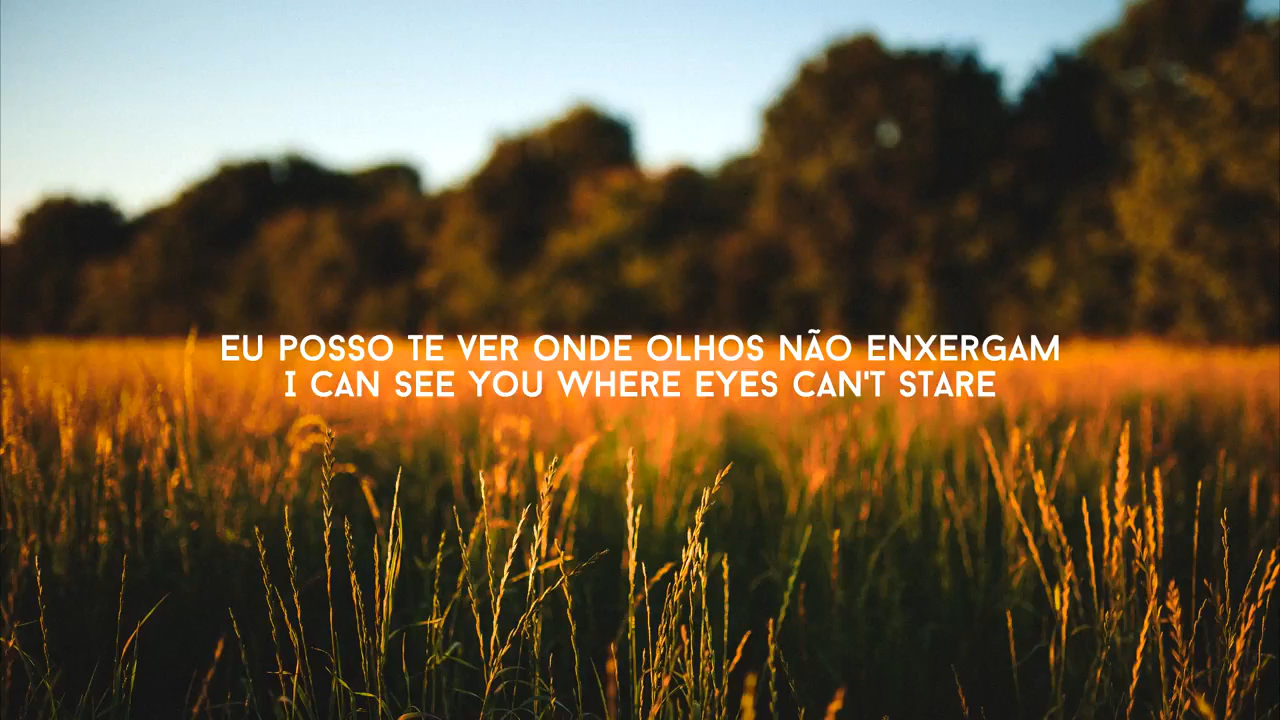 EU POSSO TE VER ONDE OLHOS NÃO ENXERGAM
I CAN SEE YOU WHERE EYES CAN'T STARE